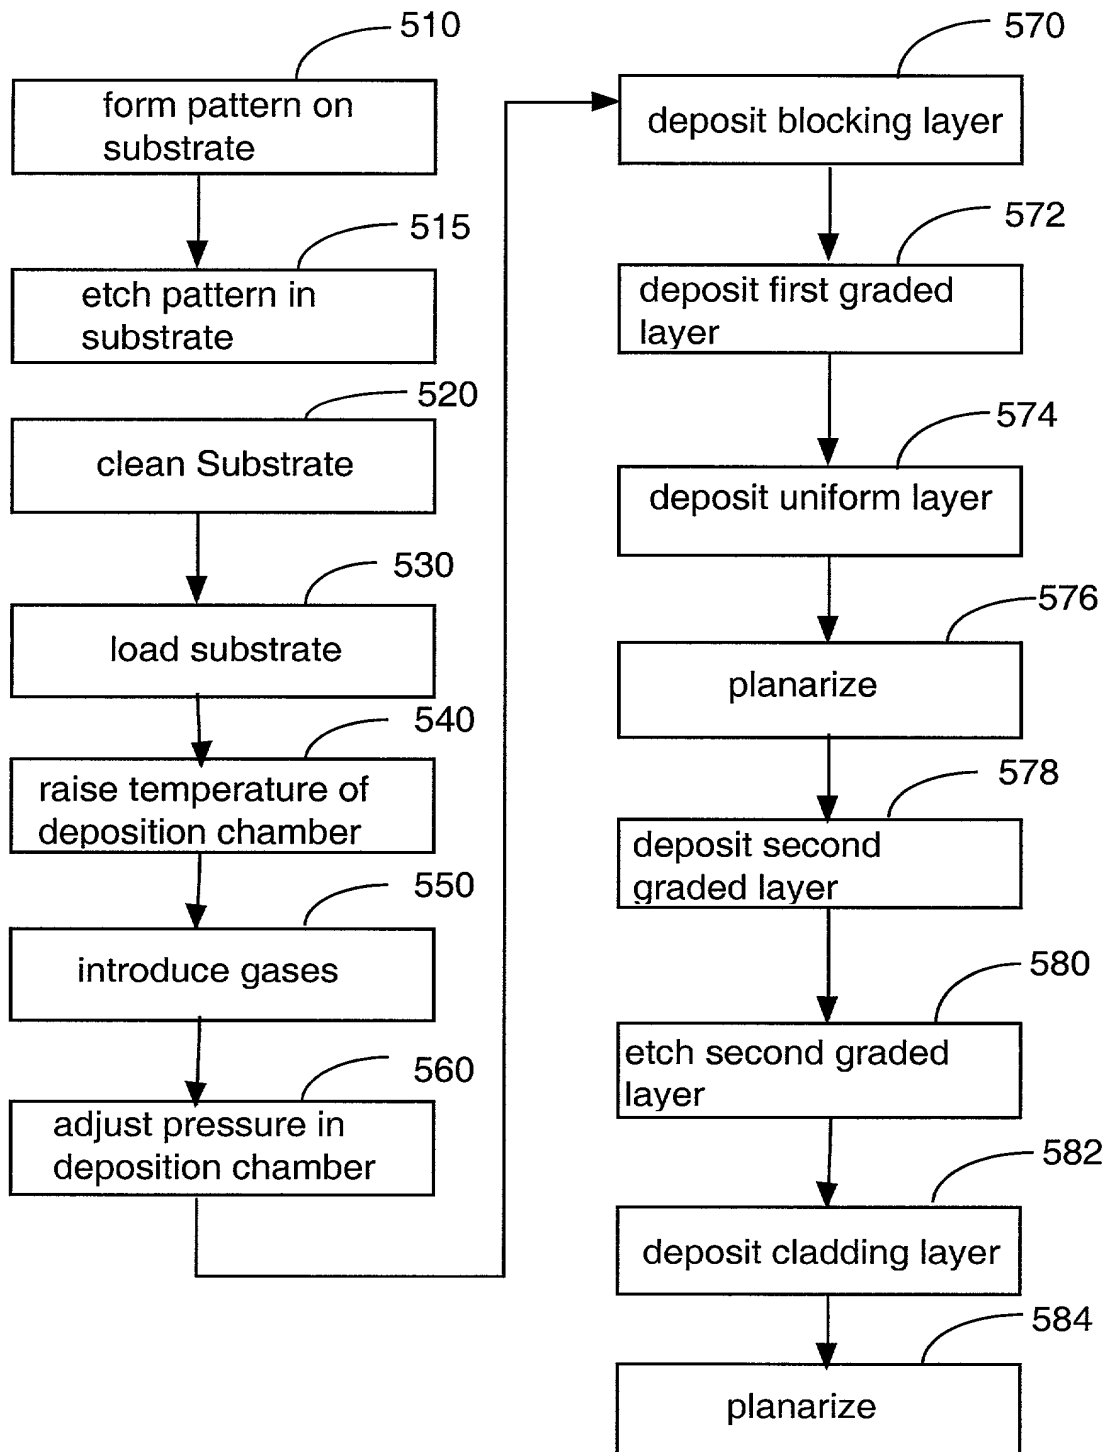 510
form pattern on
substrate
515
etch pattern in
substrate
520
clean Substrate
530
load substrate
540
raise temperature of
deposition chamber
550
introduce gases
560
adjust pressure in
deposition chamber
570
deposit blocking layer
572
deposit first graded
layer
574
deposit uniform layer
576
planarize
578
deposit second
graded layer
580
etch second graded
layer
582
deposit cladding layer
584
planarize